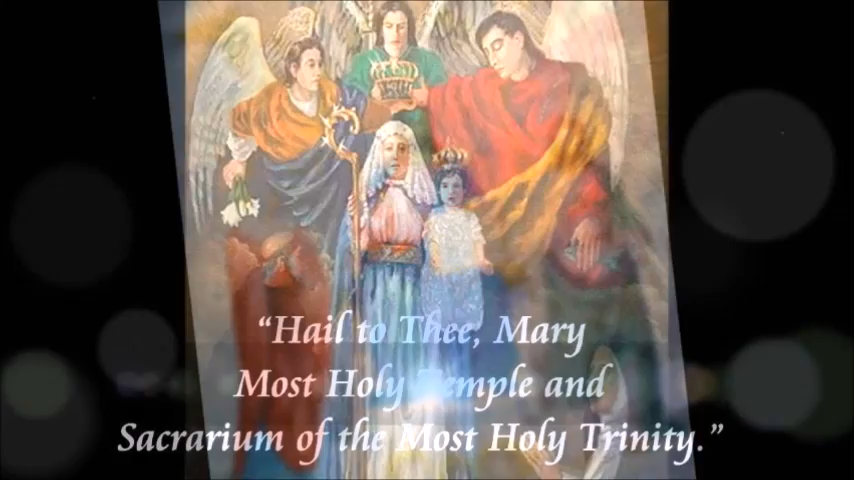 “Hail to Thee, Mary
Most Holy Temple and
Sacrarium of the Most Holy Trinity.”